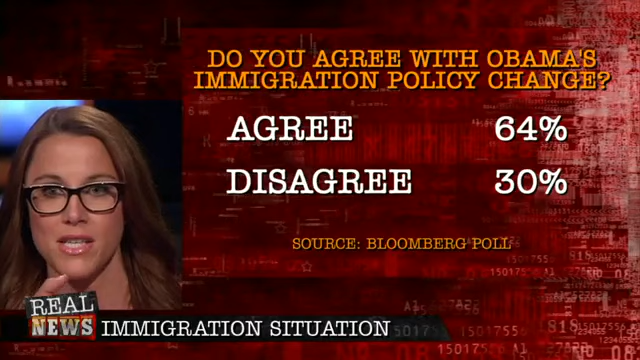 DO YOU AGREE WITH OBAMA'S
IMMIGRATION POLICY CHANGE?
AGREE 64%
DISAGREE 30%
SOURCE: BLOOMBERG POLL
REAL
NEWS
IMMIGRATION SITUATION